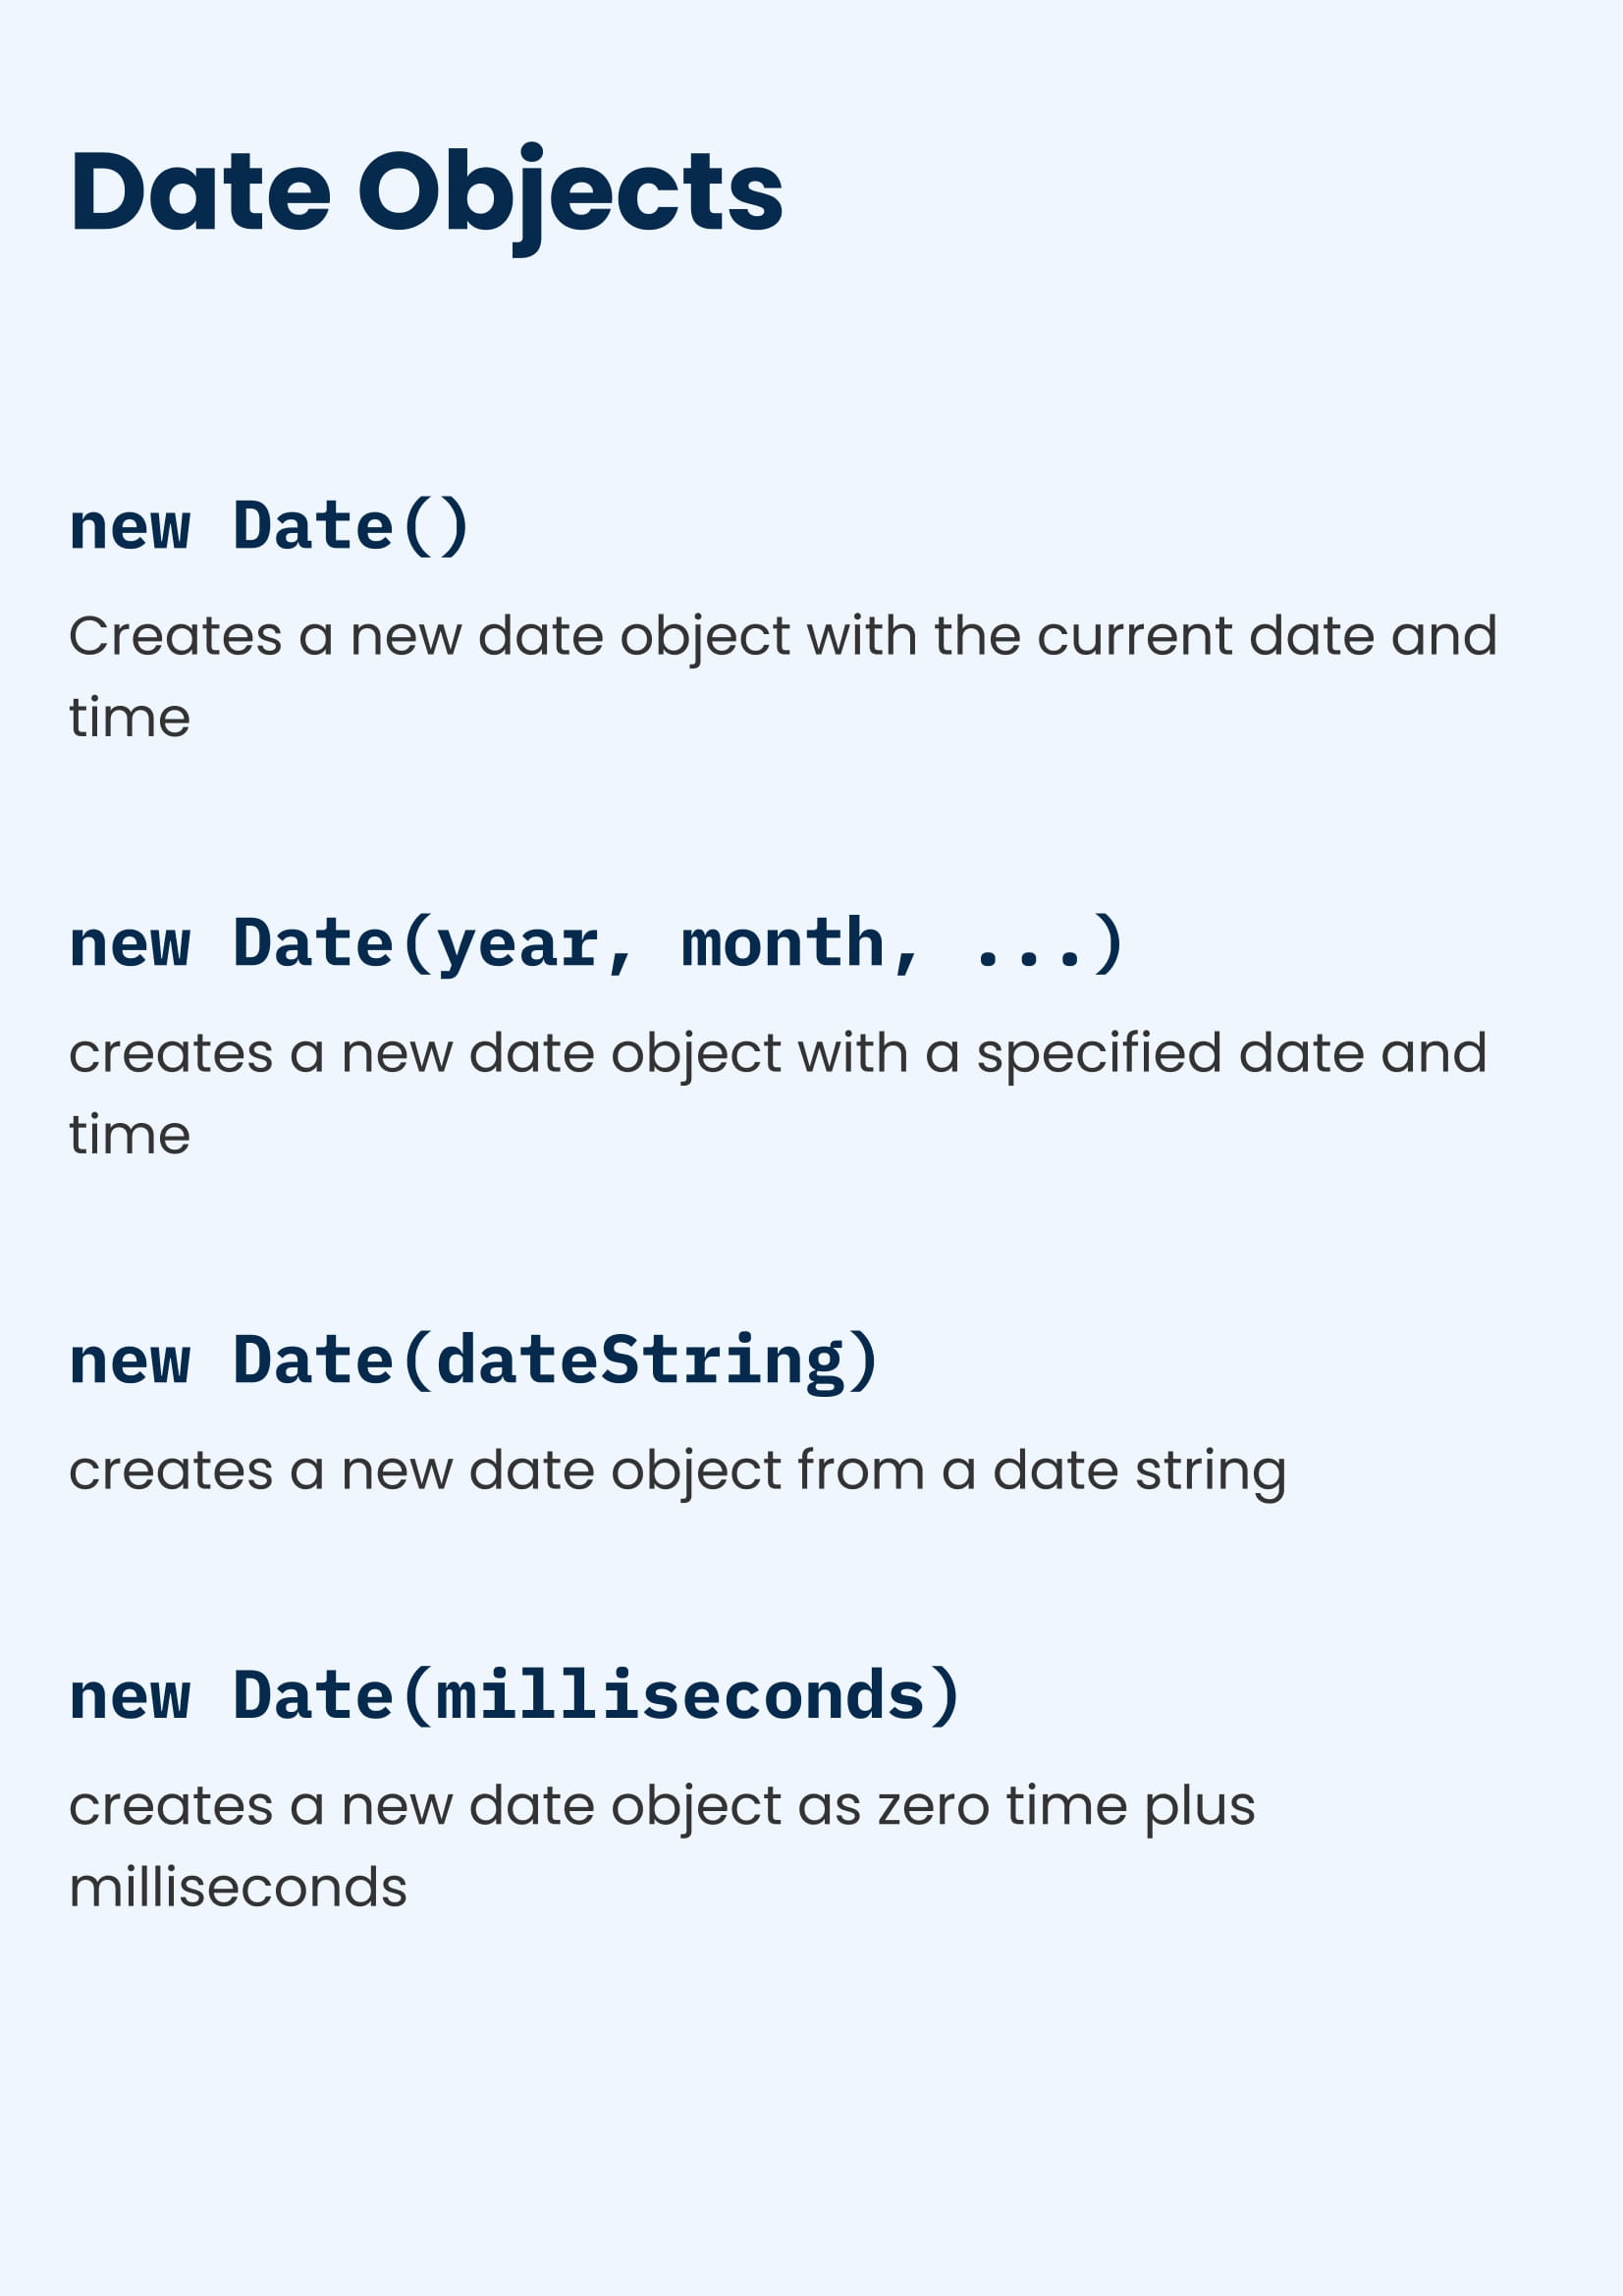 Date Objects
new Date()
Creates a new date object with the current date and
time
new Date(year, month, ...)
creates a new date object with a specified date and
time
new Date(dateString)
creates a new date object from a date string
new Date(milliseconds)
creates a new date object as zero time plus
milliseconds